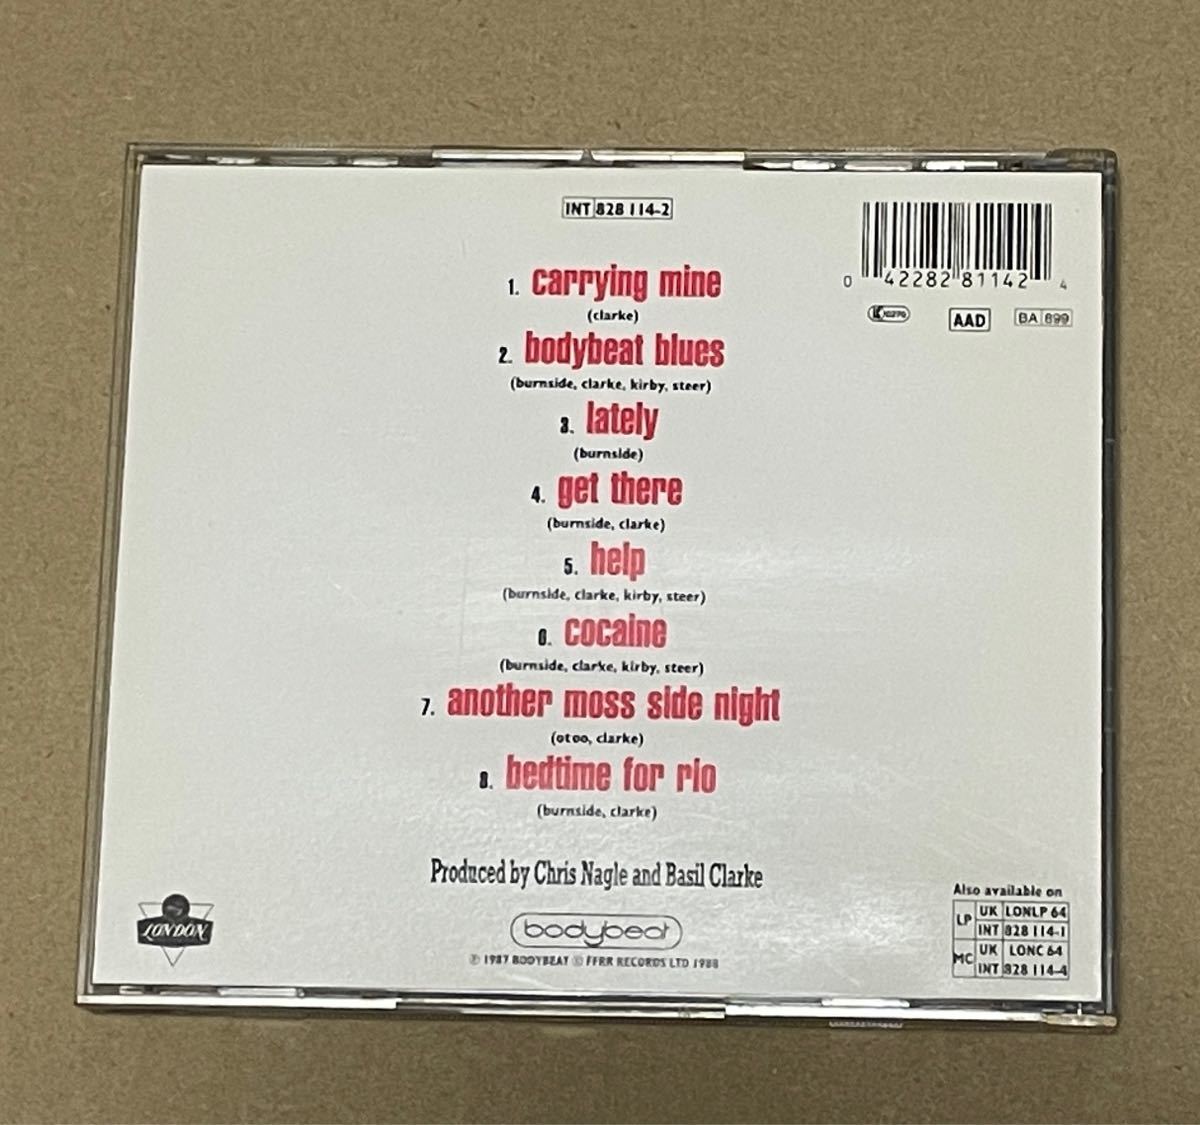 INT 828 114-2
0 42282 81142 4
AAD
BA 899
1. carrying mine
(clarke)
2. bodybeat blues
(burnside, clarke, kirby, steer)
3. lately
(burnside)
4. get there
(burnside, clarke)
5. help
(burnside, clarke, kirby, steer)
6. cocaine
(burnside, clarke, kirby, steer)
7. another moss side night
(otoo, clarke)
8. bedtime for rio
(burnside, clarke)
Produced by Chris Nagle and Basil Clarke
LONDON
bodybeat
℗ 1987 BODYBEAT © FFRR RECORDS LTD 1988
Also available on
LP UK LONLP 64
INT 828 114-1
MC UK LONC 64
INT 828 114-4